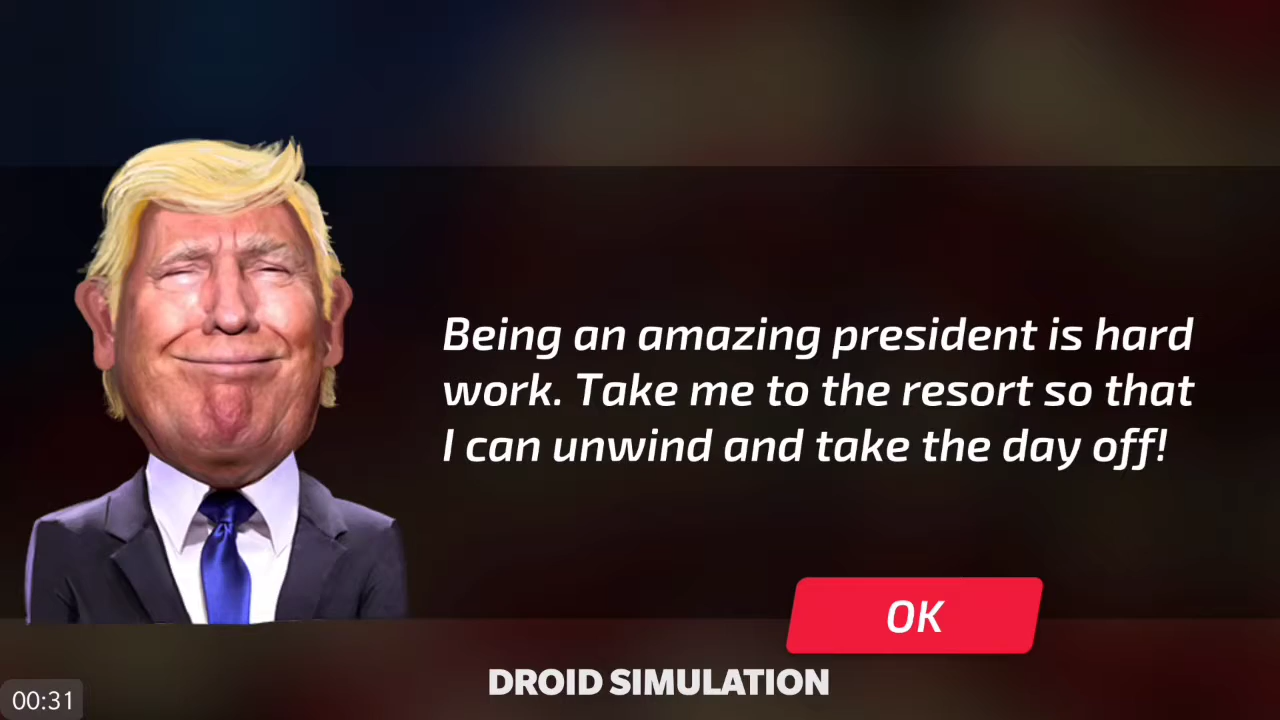 Being an amazing president is hard
work. Take me to the resort so that
I can unwind and take the day off!
OK
DROID SIMULATION
00:31